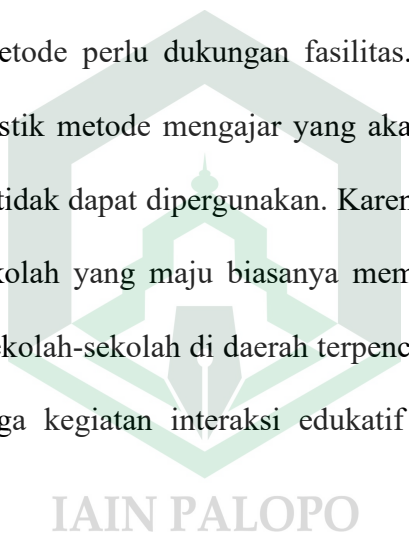 etode perlu dukungan fasilitas.
stik metode mengajar yang aka
tidak dapat dipergunakan. Karen
kolah yang maju biasanya mem
ekolah-sekolah di daerah terpenc
ga kegiatan interaksi edukatif
IAIN PALOPO